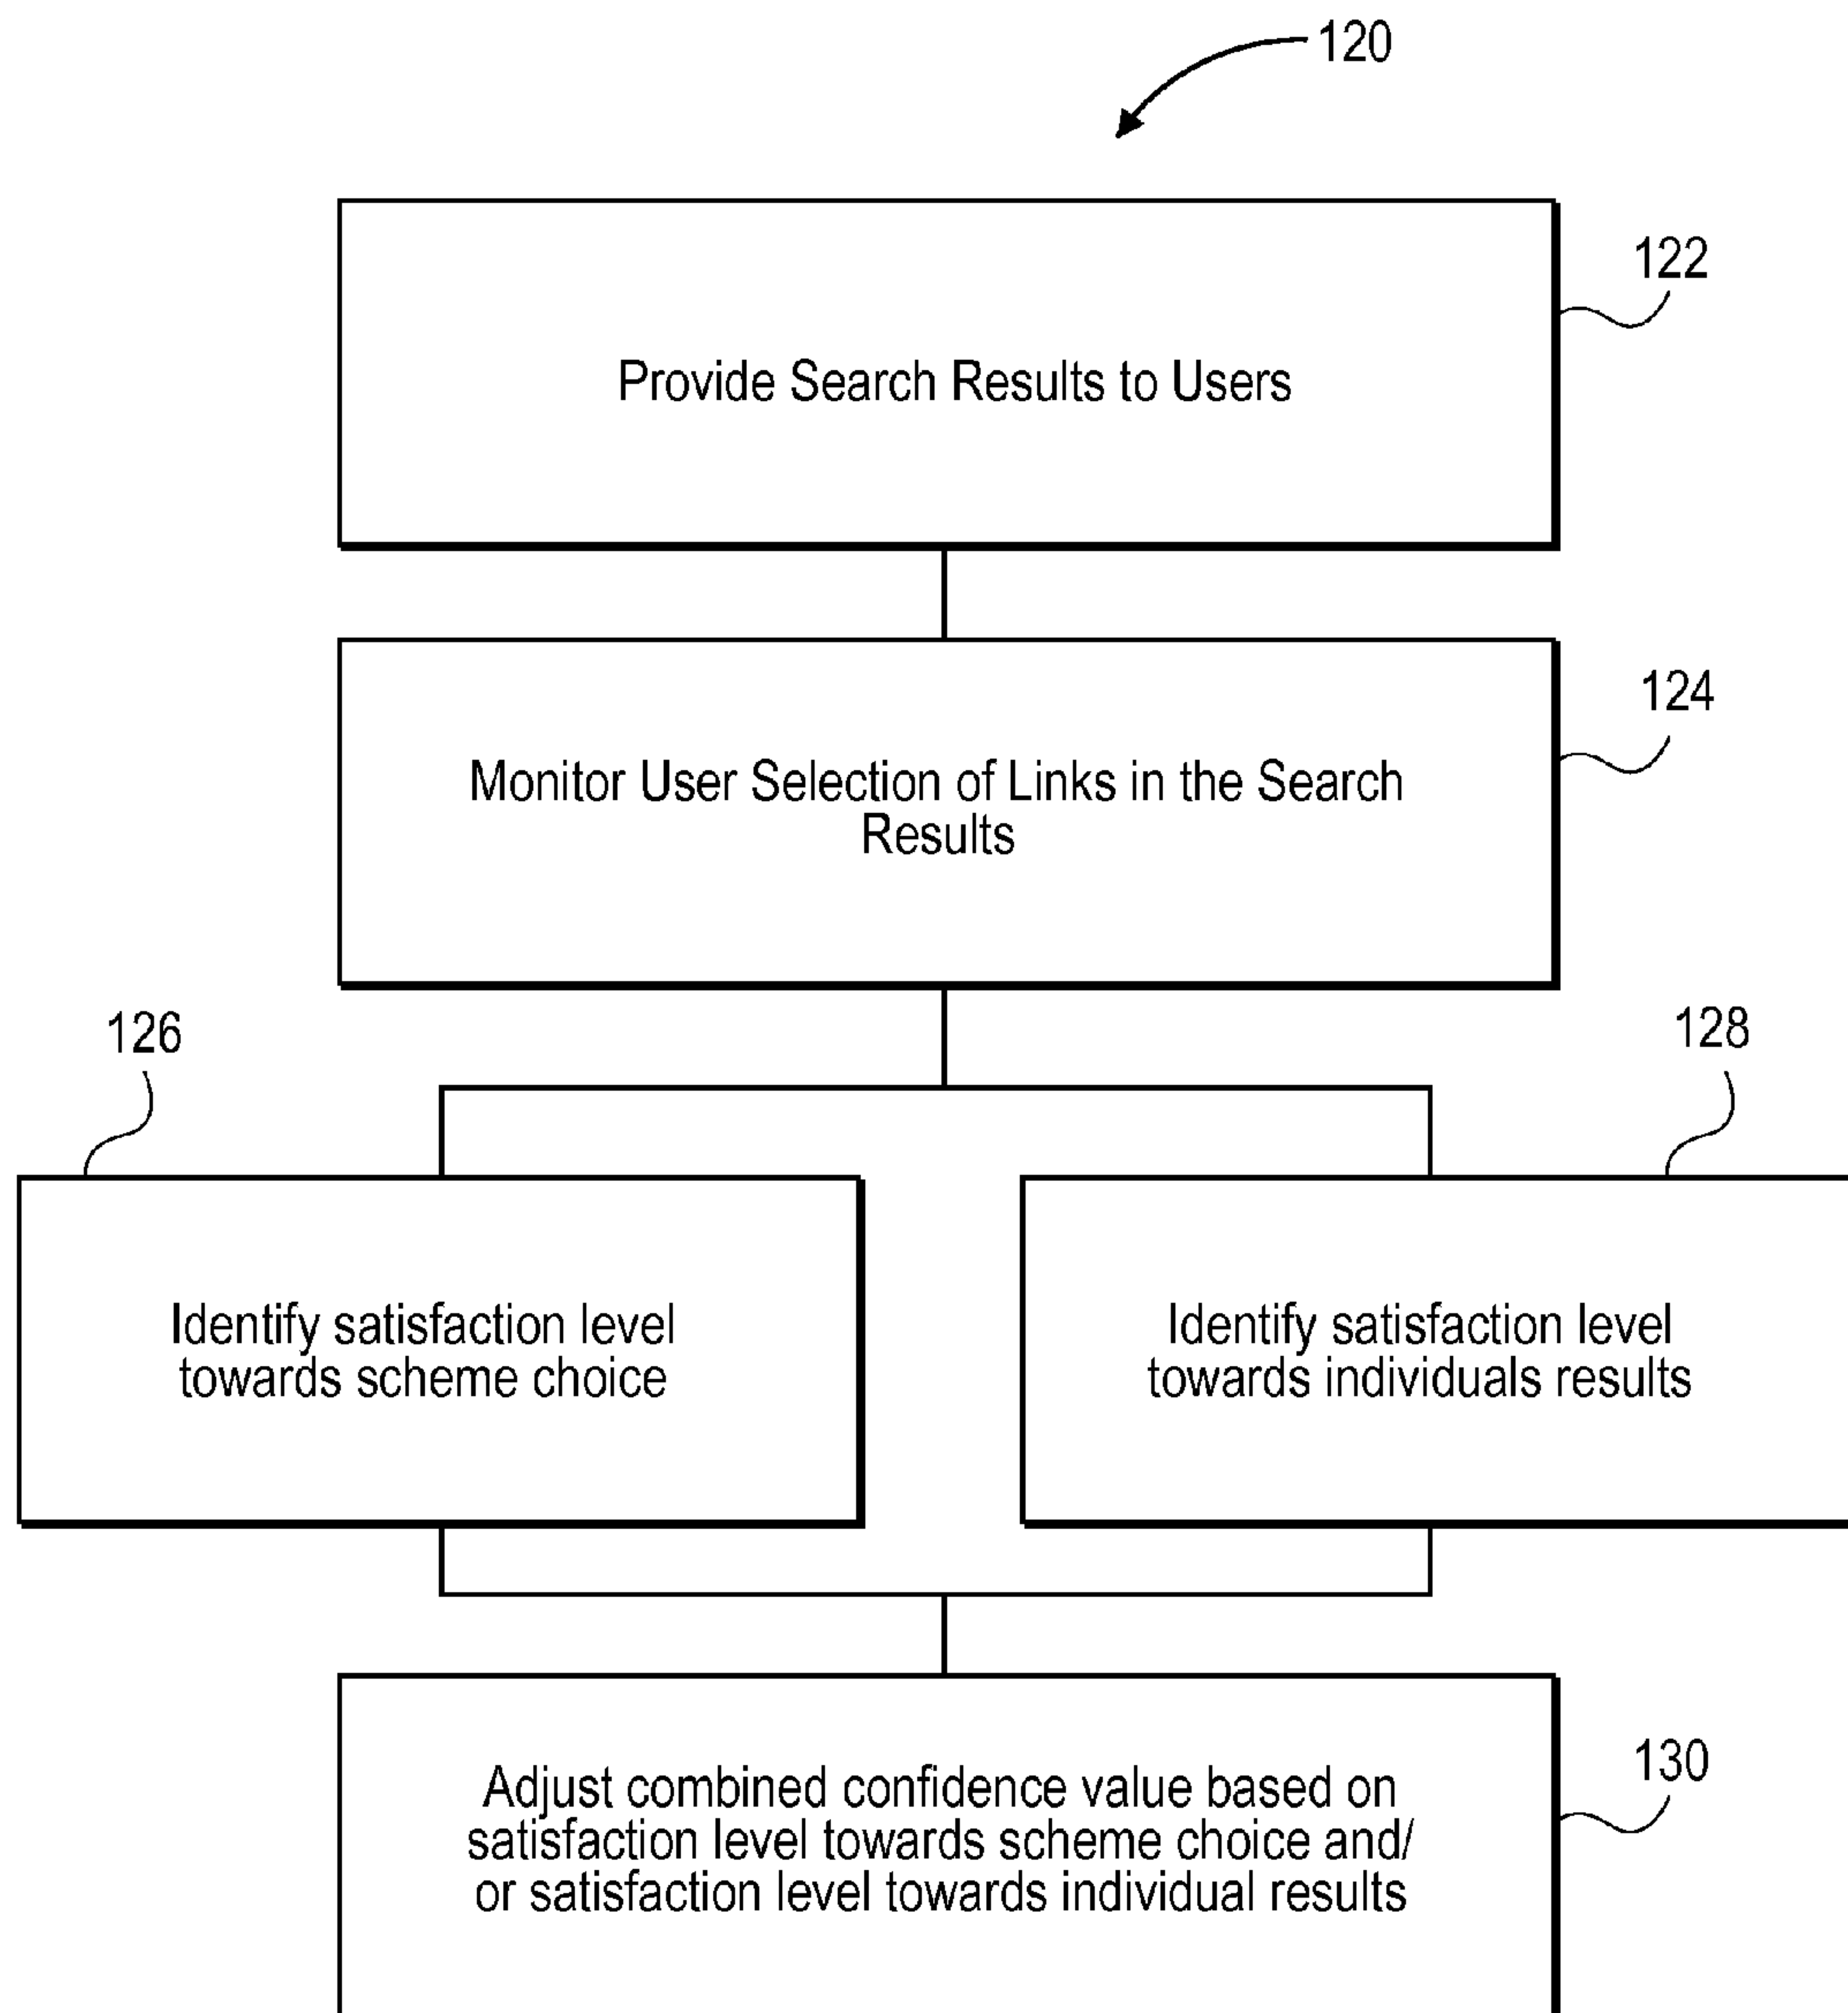 120
122
Provide Search Results to Users
124
Monitor User Selection of Links in the Search
Results
126
128
Identify satisfaction level
towards scheme choice
Identify satisfaction level
towards individuals results
130
Adjust combined confidence value based on
satisfaction level towards scheme choice and/
or satisfaction level towards individual results